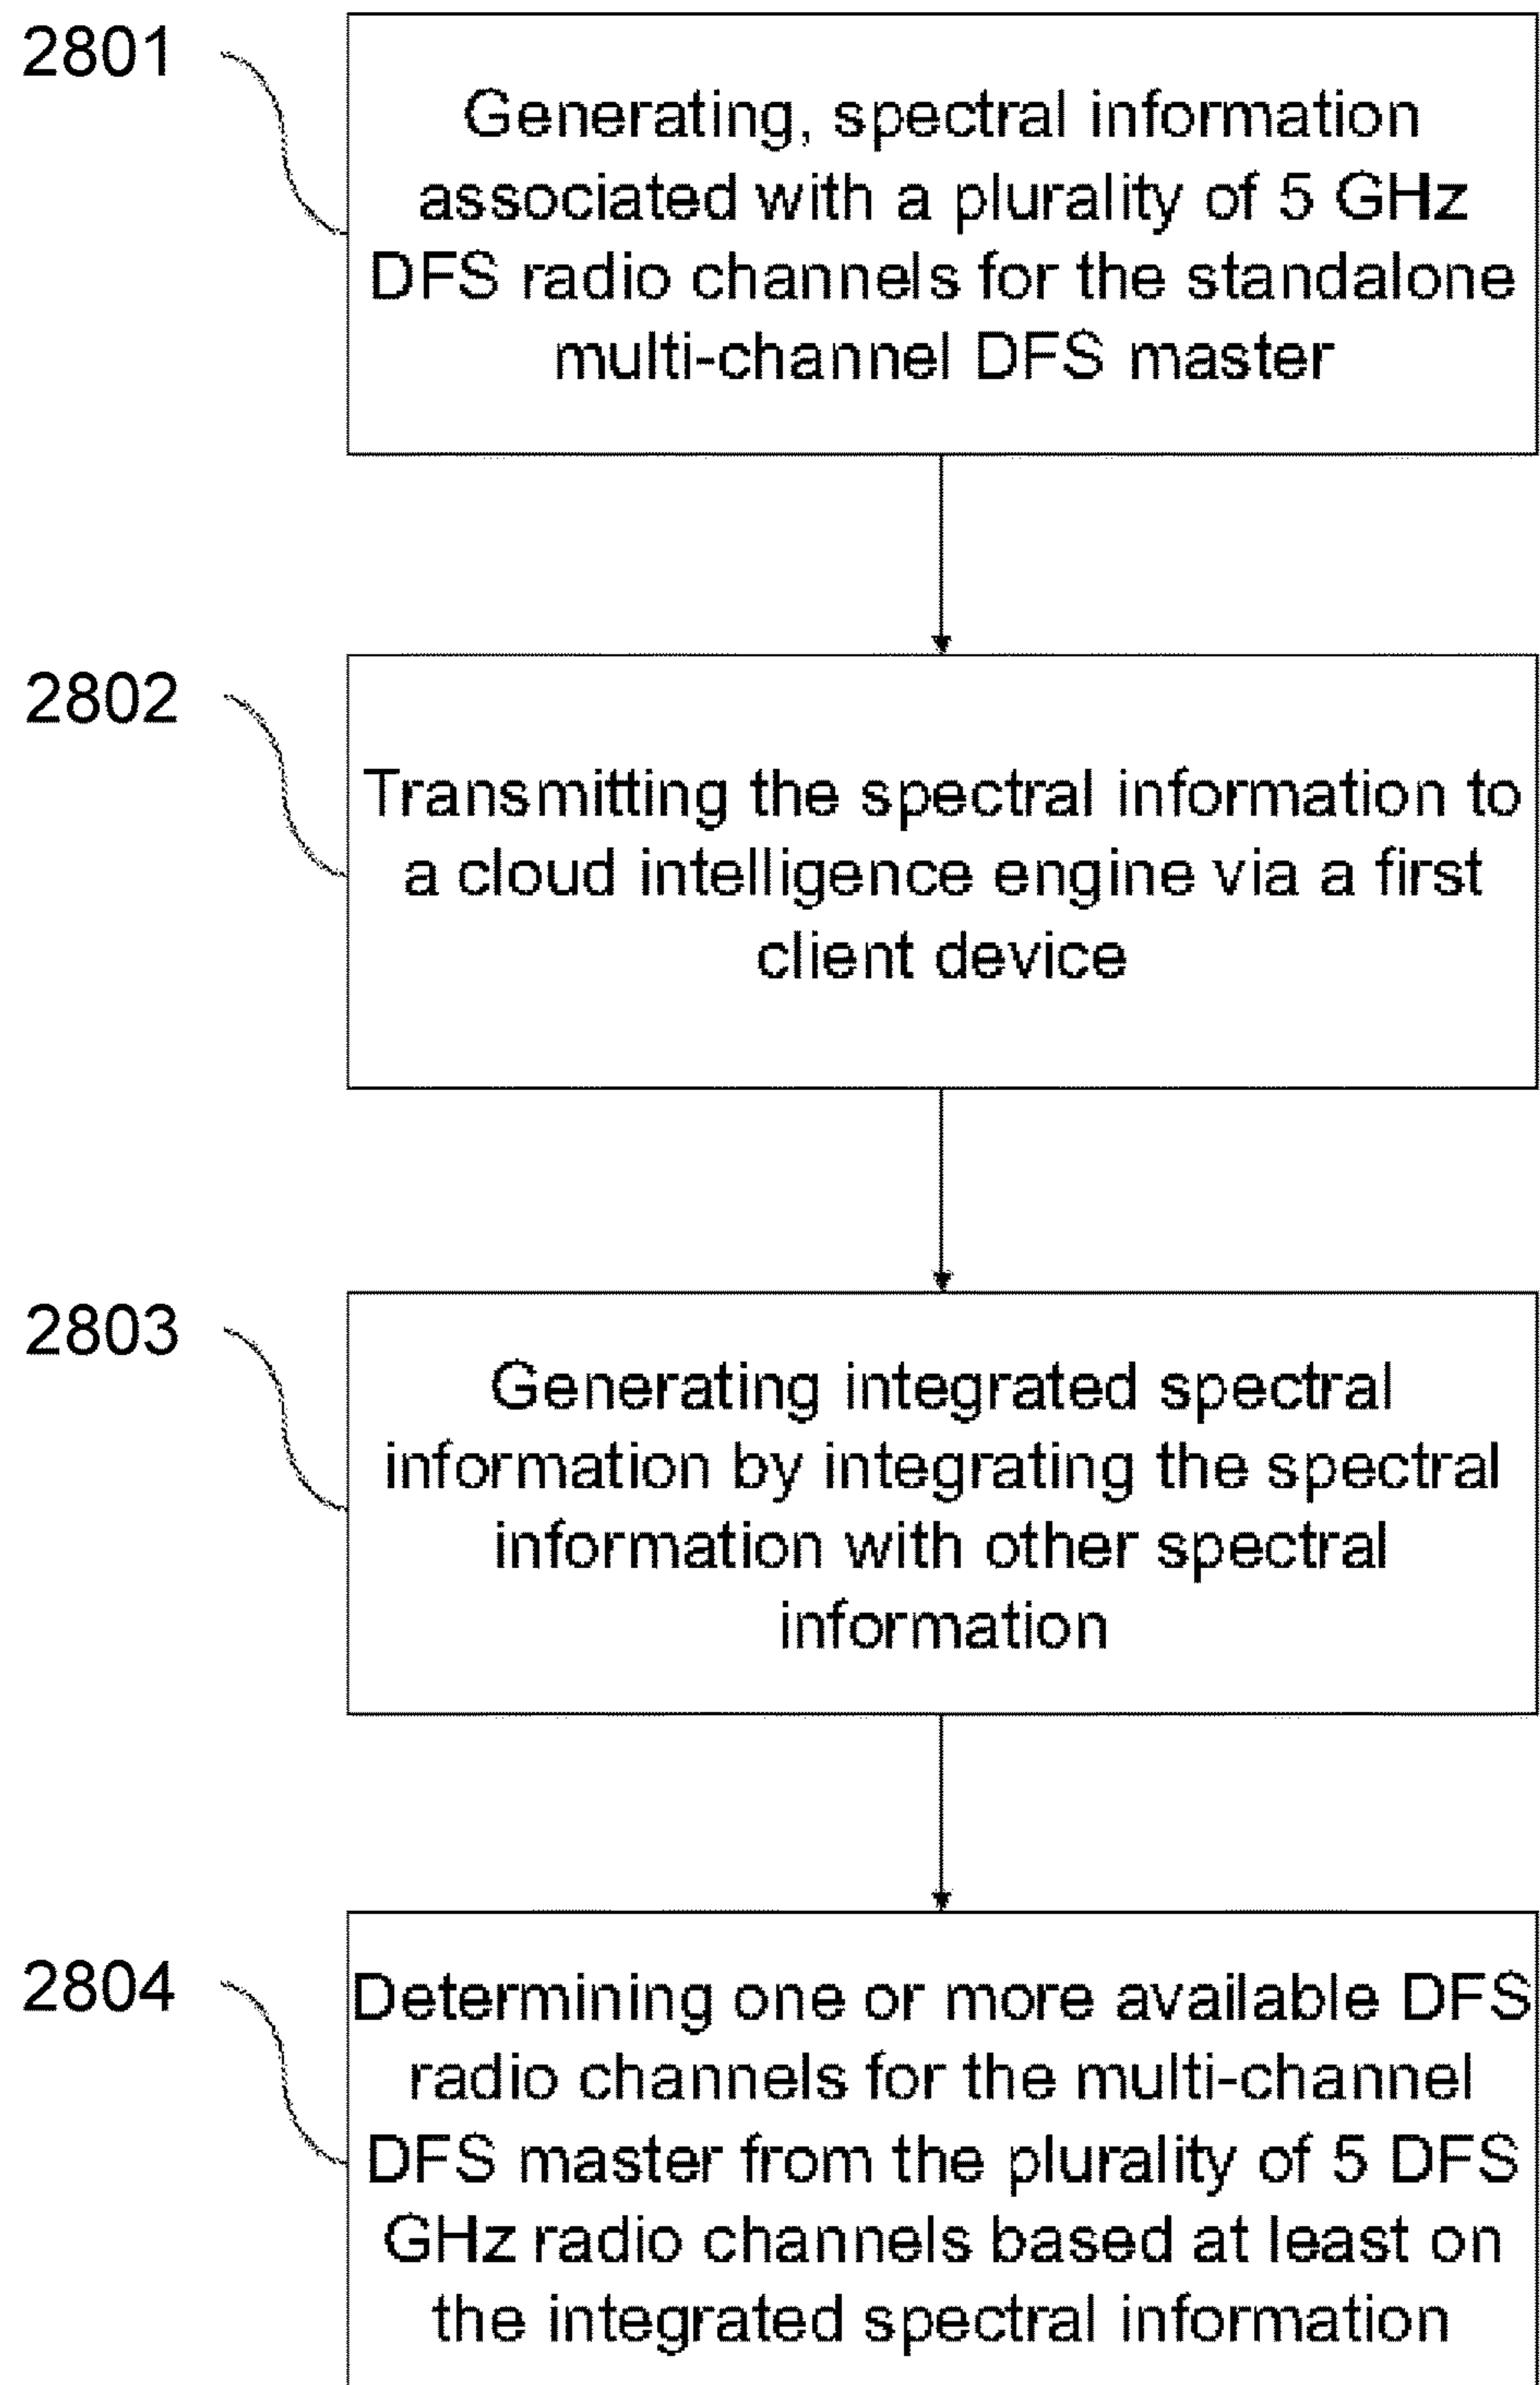 2801
Generating, spectral information
associated with a plurality of 5 GHz
DFS radio channels for the standalone
multi-channel DFS master
2802
Transmitting the spectral information to
a cloud intelligence engine via a first
client device
2803
Generating integrated spectral
information by integrating the spectral
information with other spectral
information
2804
Determining one or more available DFS
radio channels for the multi-channel
DFS master from the plurality of 5 DFS
GHz radio channels based at least on
the integrated spectral information